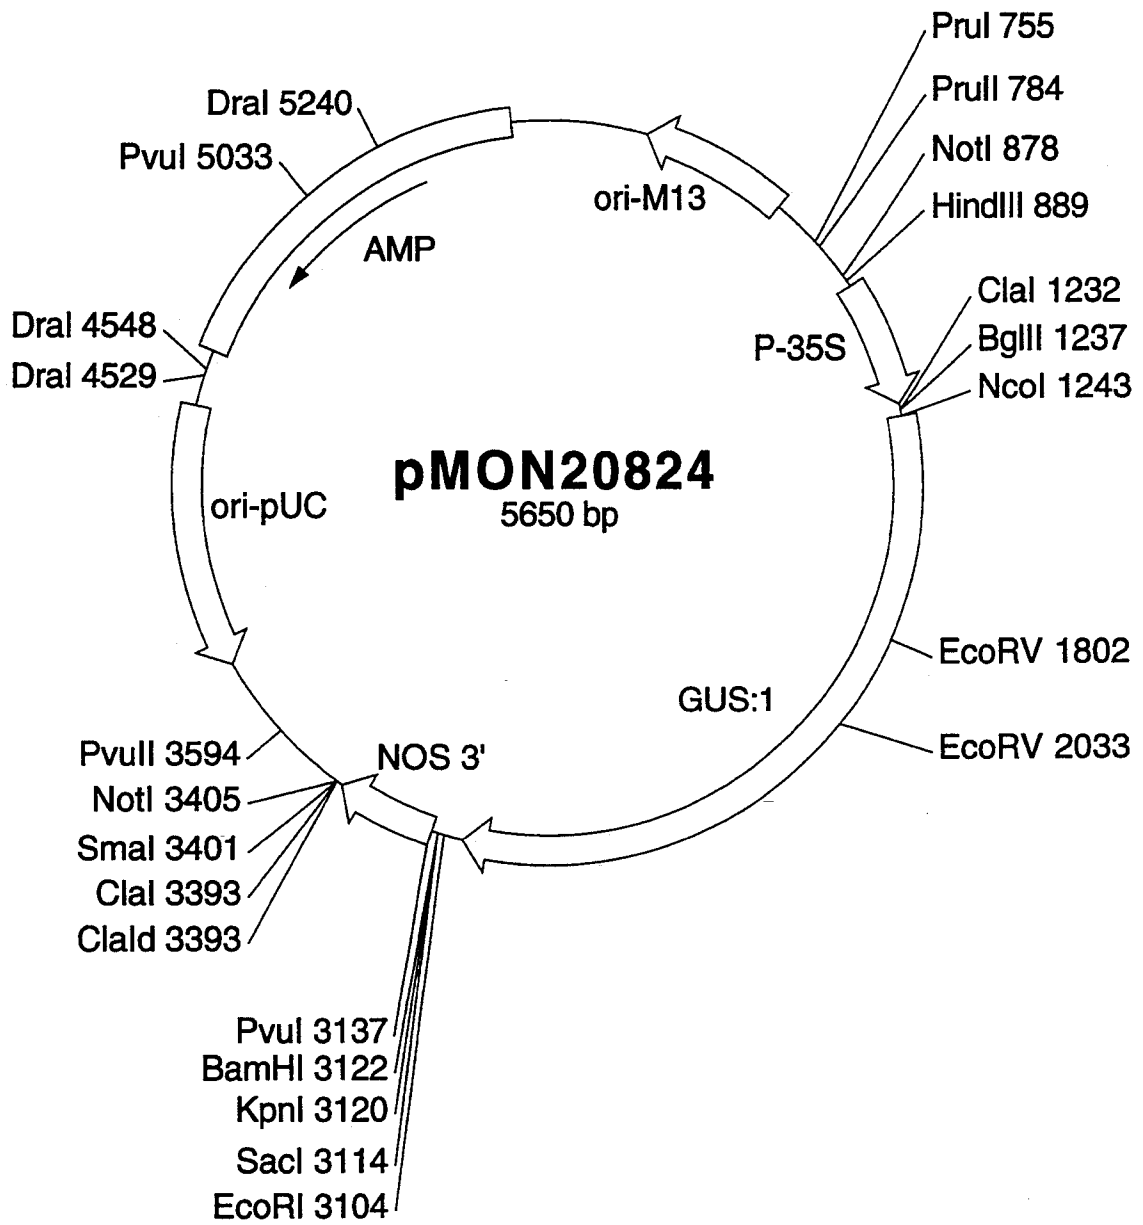 PruI 755
PruII 784
NotI 878
HindIII 889
ClaI 1232
BglII 1237
NcoI 1243
EcoRV 1802
EcoRV 2033
DraI 5240
PvuI 5033
DraI 4548
DraI 4529
ori-M13
AMP
P-35S
pMON20824
5650 bp
ori-pUC
GUS:1
NOS 3'
PvuII 3594
NotI 3405
SmaI 3401
ClaI 3393
ClaId 3393
PvuI 3137
BamHI 3122
KpnI 3120
SacI 3114
EcoRI 3104